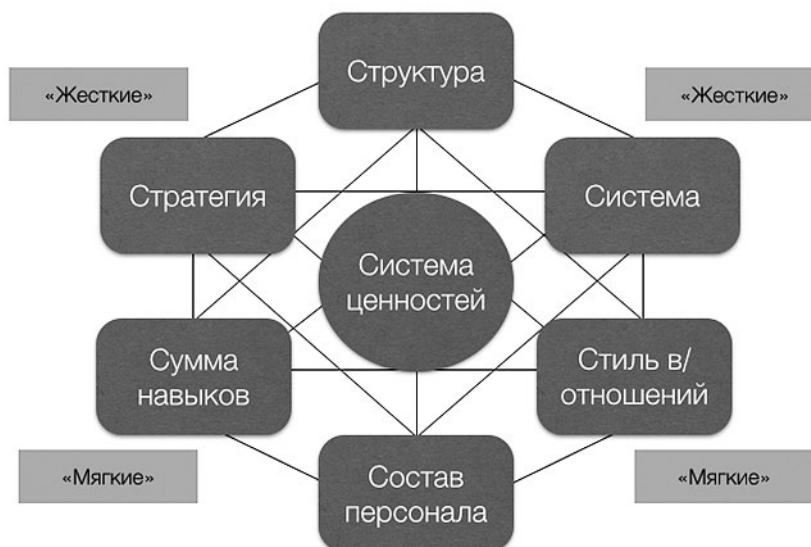 Структура
«Жесткие»
«Жесткие»
Стратегия
Система
Система
ценностей
Сумма
навыков
Стиль в/
отношений
«Мягкие»
Состав
персонала
«Мягкие»